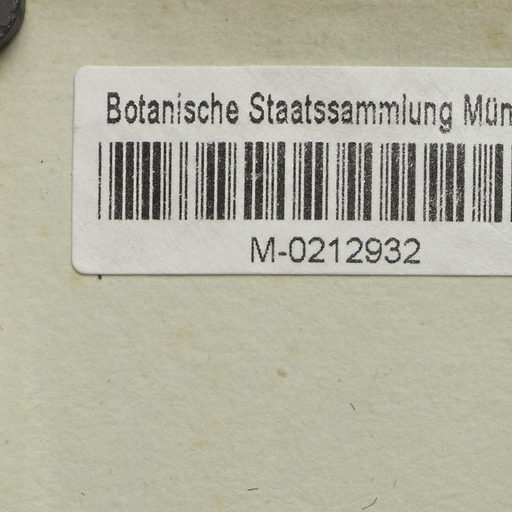 Botanische Staatssammlung Mün
M-0212932